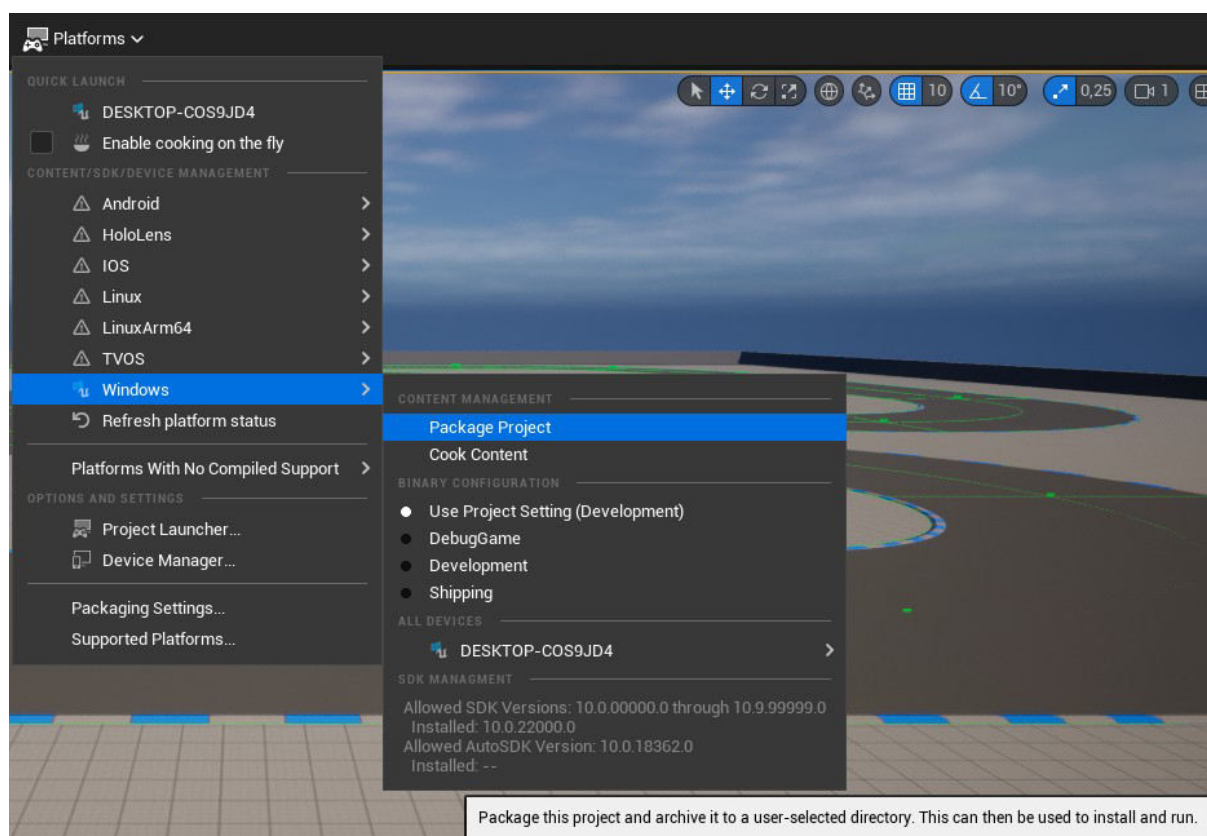 Platforms
QUICK LAUNCH
DESKTOP-COS9JD4
Enable cooking on the fly
CONTENT/SDK/DEVICE MANAGEMENT
Android
HoloLens
IOS
Linux
LinuxArm64
TVOS
Windows
Refresh platform status
Platforms With No Compiled Support
OPTIONS AND SETTINGS
Project Launcher...
Device Manager...
Packaging Settings...
Supported Platforms...
10
10°
0,25
1
CONTENT MANAGEMENT
Package Project
Cook Content
BINARY CONFIGURATION
Use Project Setting (Development)
DebugGame
Development
Shipping
ALL DEVICES
DESKTOP-COS9JD4
SDK MANAGMENT
Allowed SDK Versions: 10.0.00000.0 through 10.9.99999.0
Installed: 10.0.22000.0
Allowed AutoSDK Version: 10.0.18362.0
Installed: --
Package this project and archive it to a user-selected directory. This can then be used to install and run.